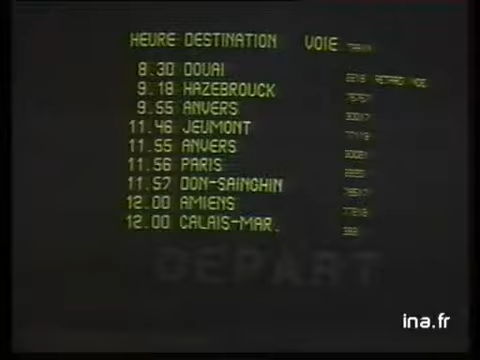 HEURE DESTINATION VOIE TRAIN
8.30 DOUAI
9.18 HAZEBROUCK
9.55 ANVERS
11.46 JEUMONT
11.55 ANVERS
11.56 PARIS
11.57 DON-SAINGHIN
12.00 AMIENS
12.00 CALAIS-MAR.
DEPART
ina.fr